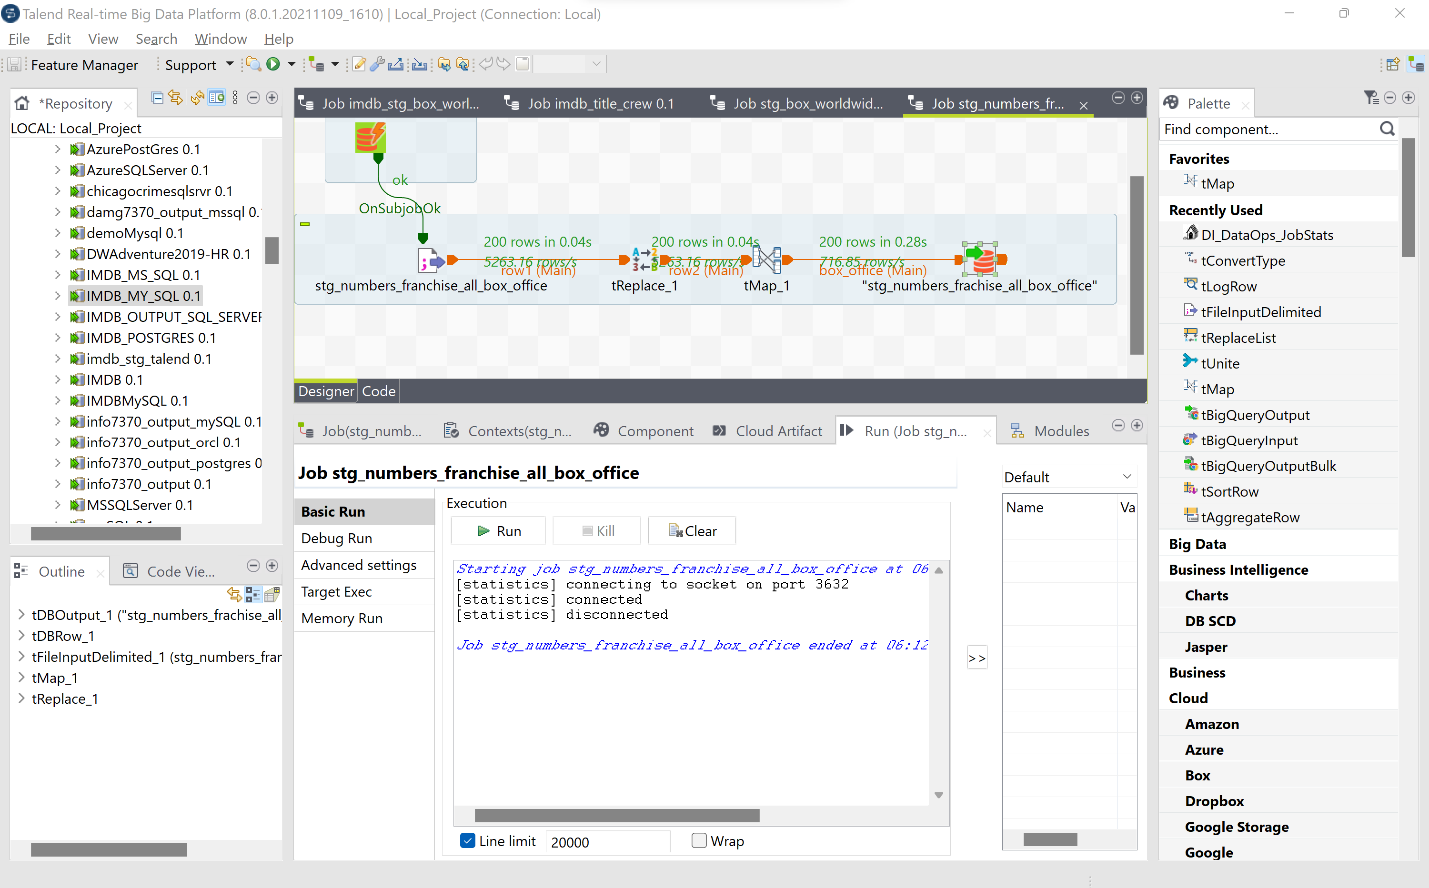 Talend Real-time Big Data Platform (8.0.1.20211109_1610) | Local_Project (Connection: Local)
File Edit View Search Window Help
Feature Manager Support
*Repository
LOCAL: Local_Project
AzurePostGres 0.1
AzureSQLServer 0.1
chicagocrimesqlsrvr 0.1
damg7370_output_mssql 0.
demoMysql 0.1
DWAdventure2019-HR 0.1
IMDB_MS_SQL 0.1
IMDB_MY_SQL 0.1
IMDB_OUTPUT_SQL_SERVER
IMDB_POSTGRES 0.1
imdb_stg_talend 0.1
IMDB 0.1
IMDBMySQL 0.1
info7370_output_mySQL 0.1
info7370_output_orcl 0.1
info7370_output_postgres 0
info7370_output 0.1
MSSQLServer 0.1
Outline Code Vie...
tDBOutput_1 ("stg_numbers_frachise_all
tDBRow_1
tFileInputDelimited_1 (stg_numbers_frar
tMap_1
tReplace_1
Job imdb_stg_box_worl... Job imdb_title_crew 0.1 Job stg_box_worldwid... Job stg_numbers_fr...
ok
OnSubjobOk
200 rows in 0.04s 200 rows in 0.04s 200 rows in 0.28s
5263.16 rows/s 5263.16 rows/s 716.85 rows/s
row1 (Main) row2 (Main) box_office (Main)
stg_numbers_franchise_all_box_office tReplace_1 tMap_1 "stg_numbers_frachise_all_box_office"
Designer Code
Job(stg_numb... Contexts(stg_n... Component Cloud Artifact Run (Job stg_n... Modules
Job stg_numbers_franchise_all_box_office
Basic Run
Debug Run
Advanced settings
Target Exec
Memory Run
Execution
Run Kill Clear
Starting job stg_numbers_franchise_all_box_office at 06
[statistics] connecting to socket on port 3632
[statistics] connected
[statistics] disconnected
Job stg_numbers_franchise_all_box_office ended at 06:12
Line limit 20000 Wrap
>>
Default
Name Va
Palette
Find component...
Favorites
tMap
Recently Used
DI_DataOps_JobStats
tConvertType
tLogRow
tFileInputDelimited
tReplaceList
tUnite
tMap
tBigQueryOutput
tBigQueryInput
tBigQueryOutputBulk
tSortRow
tAggregateRow
Big Data
Business Intelligence
Charts
DB SCD
Jasper
Business
Cloud
Amazon
Azure
Box
Dropbox
Google Storage
Google